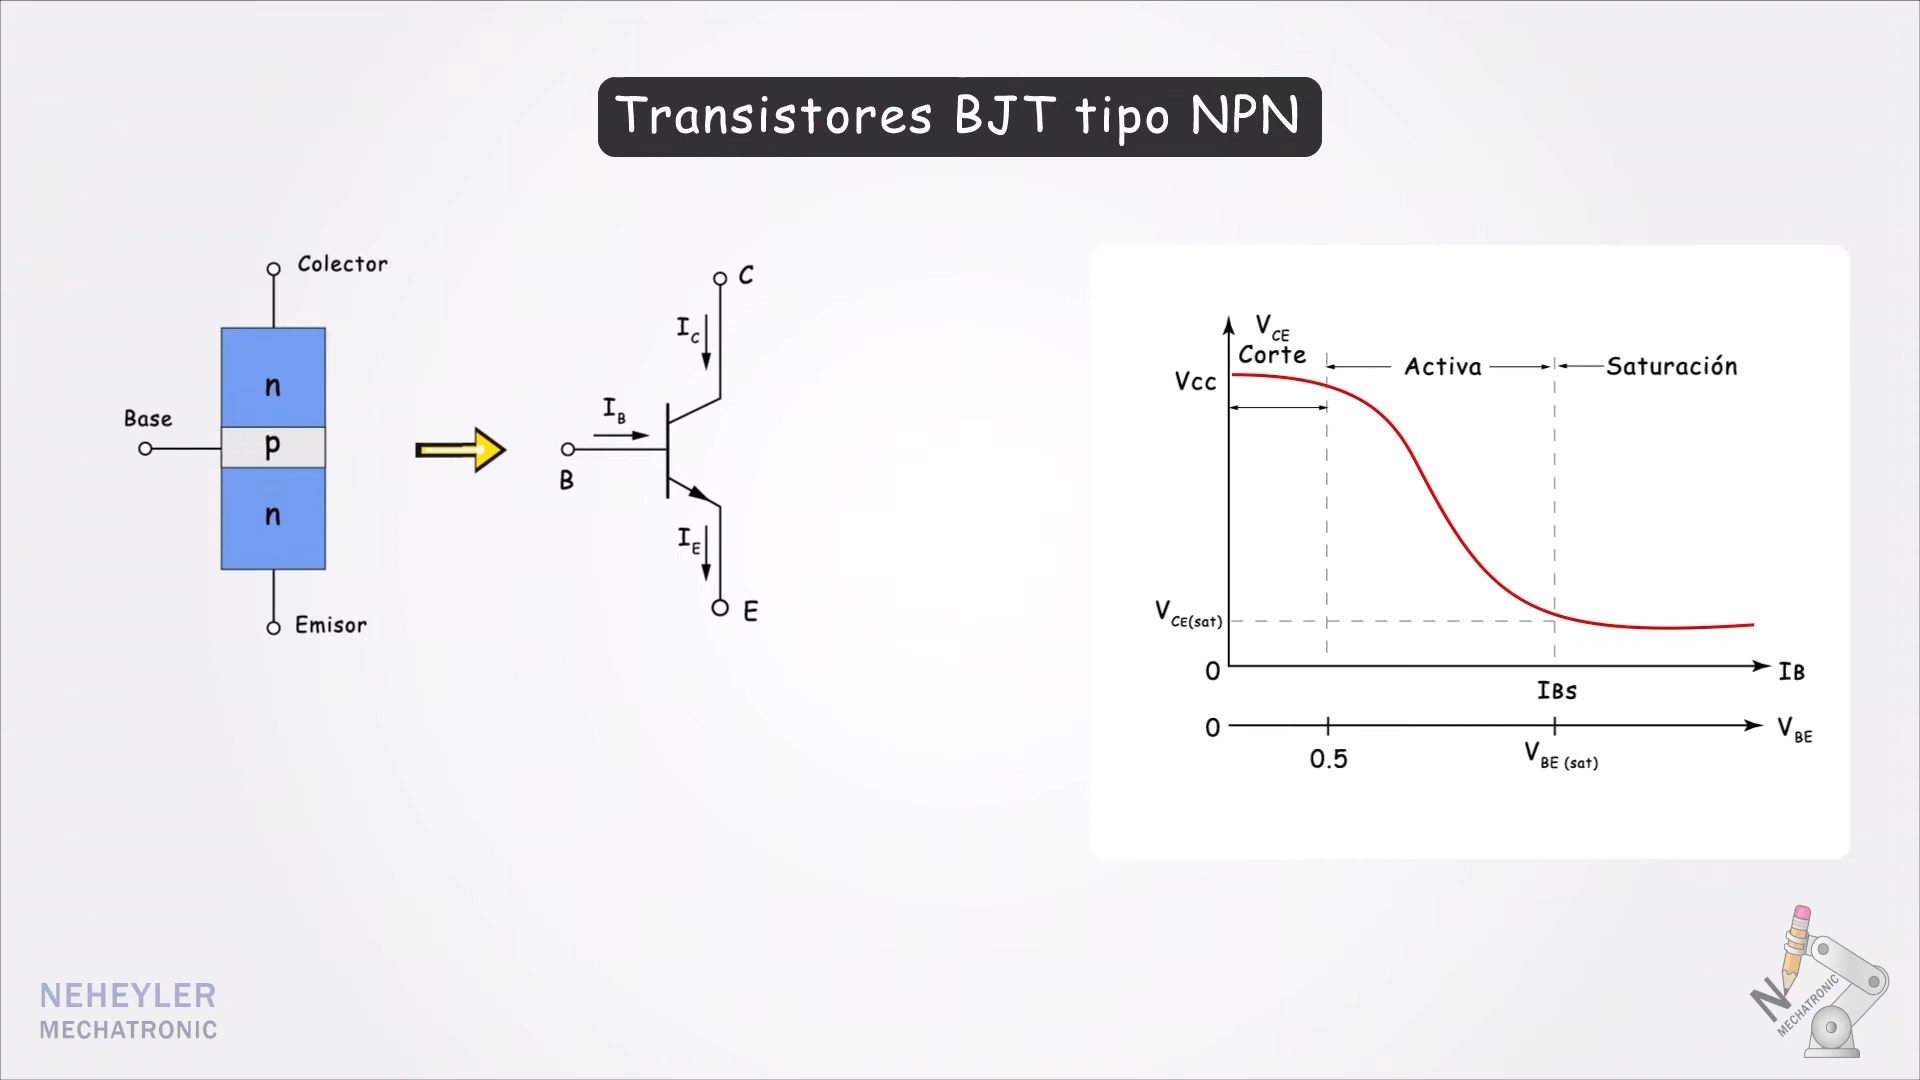 Transistores BJT tipo NPN
Colector
n
Base
p
n
Emisor
C
IC
IB
B
IE
E
VCE
Corte
Activa
Saturación
Vcc
VCE(sat)
0
IB
IBs
0
VBE
0.5
VBE (sat)
NEHEYLER
MECHATRONIC
N
MECHATRONIC